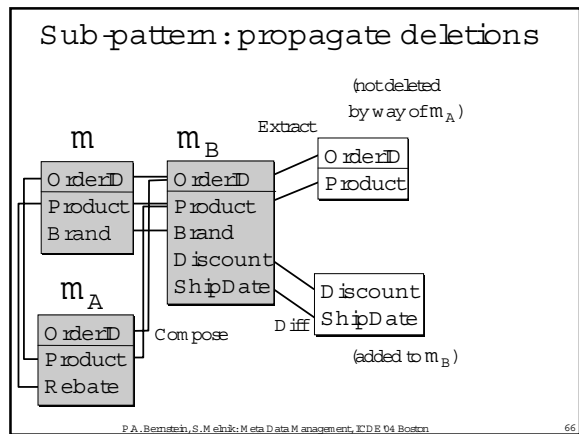 Sub-pattern: propagate deletions
(not deleted
by way of mA)
Extract
m
mB
OrderID
Product
Brand
OrderID
Product
Brand
Discount
ShipDate
OrderID
Product
mA
OrderID
Product
Rebate
Compose
Diff
Discount
ShipDate
(added to mB)
P.A. Bernstein, S. Melnik: Meta Data Management, ICDE '04 Boston
66